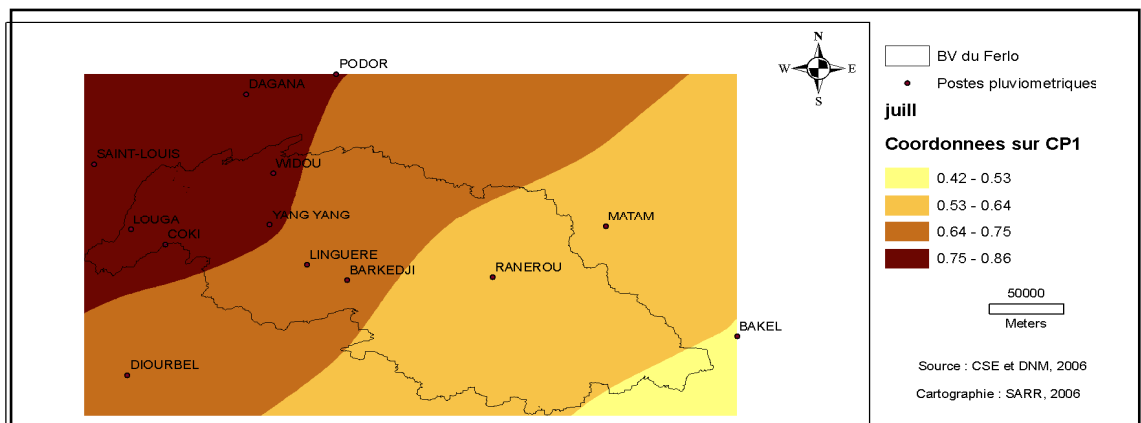 N
W E
S
PODOR
DAGANA
SAINT-LOUIS
WIDOU
LOUGA
YANG YANG
COKI
MATAM
LINGUERE
BARKEDJI
RANEROU
BAKEL
DIOURBEL
BV du Ferlo
Postes pluviometriques
juill
Coordonnees sur CP1
0.42 - 0.53
0.53 - 0.64
0.64 - 0.75
0.75 - 0.86
50000
Meters
Source : CSE et DNM, 2006
Cartographie : SARR, 2006